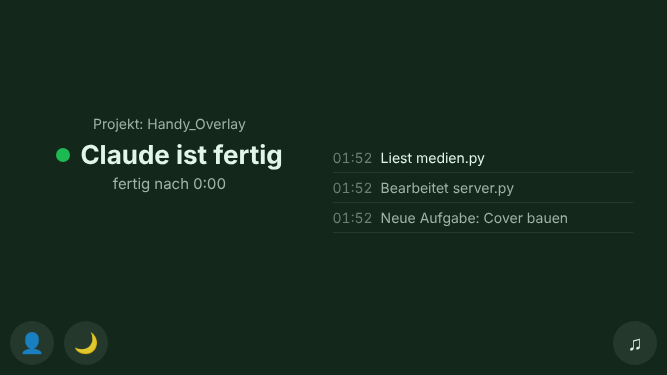 Projekt: Handy_Overlay
Claude ist fertig
fertig nach 0:00
01:52 Liest medien.py
01:52 Bearbeitet server.py
01:52 Neue Aufgabe: Cover bauen